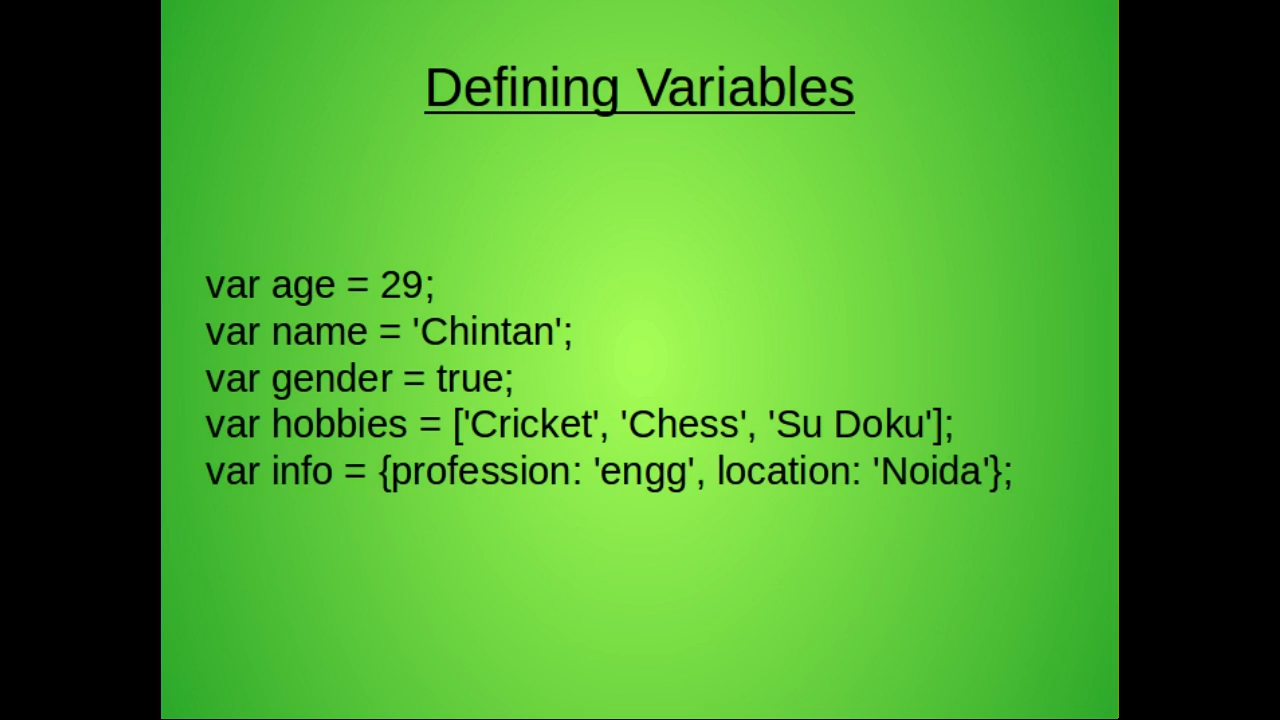 Defining Variables
var age = 29;
var name = 'Chintan';
var gender = true;
var hobbies = ['Cricket', 'Chess', 'Su Doku'];
var info = {profession: 'engg', location: 'Noida'};